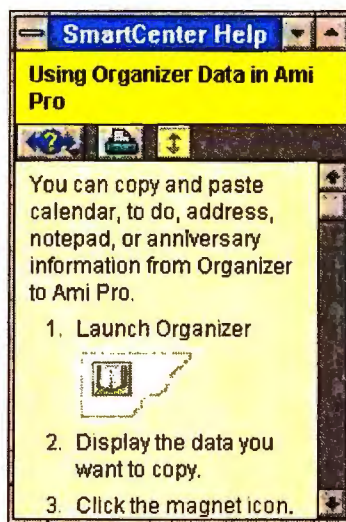 SmartCenter Help
Using Organizer Data in Ami
Pro
?
You can copy and paste
calendar, to do, address,
notepad, or anniversary
information from Organizer
to Ami Pro.
1. Launch Organizer
2. Display the data you
want to copy.
3. Click the magnet icon.